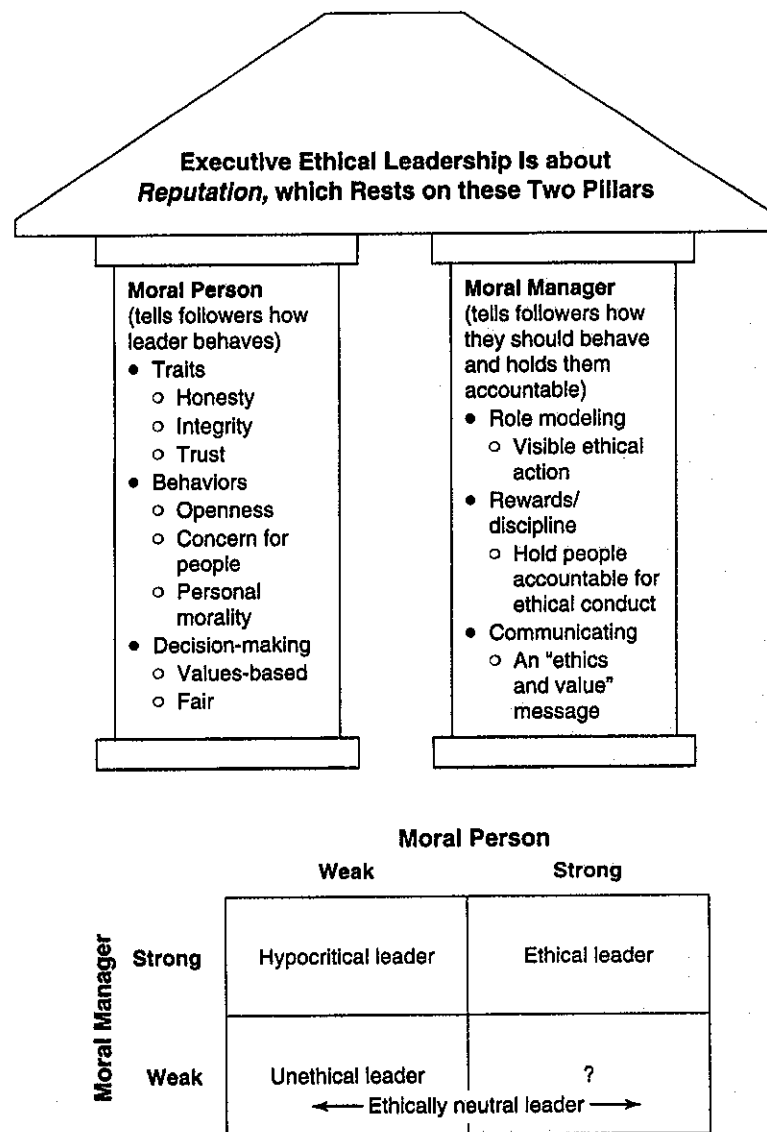 Executive Ethical Leadership Is about
Reputation, which Rests on these Two Pillars
Moral Person
(tells followers how
leader behaves)
● Traits
○ Honesty
○ Integrity
○ Trust
● Behaviors
○ Openness
○ Concern for
people
○ Personal
morality
● Decision-making
○ Values-based
○ Fair
Moral Manager
(tells followers how
they should behave
and holds them
accountable)
● Role modeling
○ Visible ethical
action
● Rewards/
discipline
○ Hold people
accountable for
ethical conduct
● Communicating
○ An "ethics
and value"
message
Moral Person
Weak Strong
Moral Manager
Strong Hypocritical leader Ethical leader
Weak Unethical leader ?
Ethically neutral leader